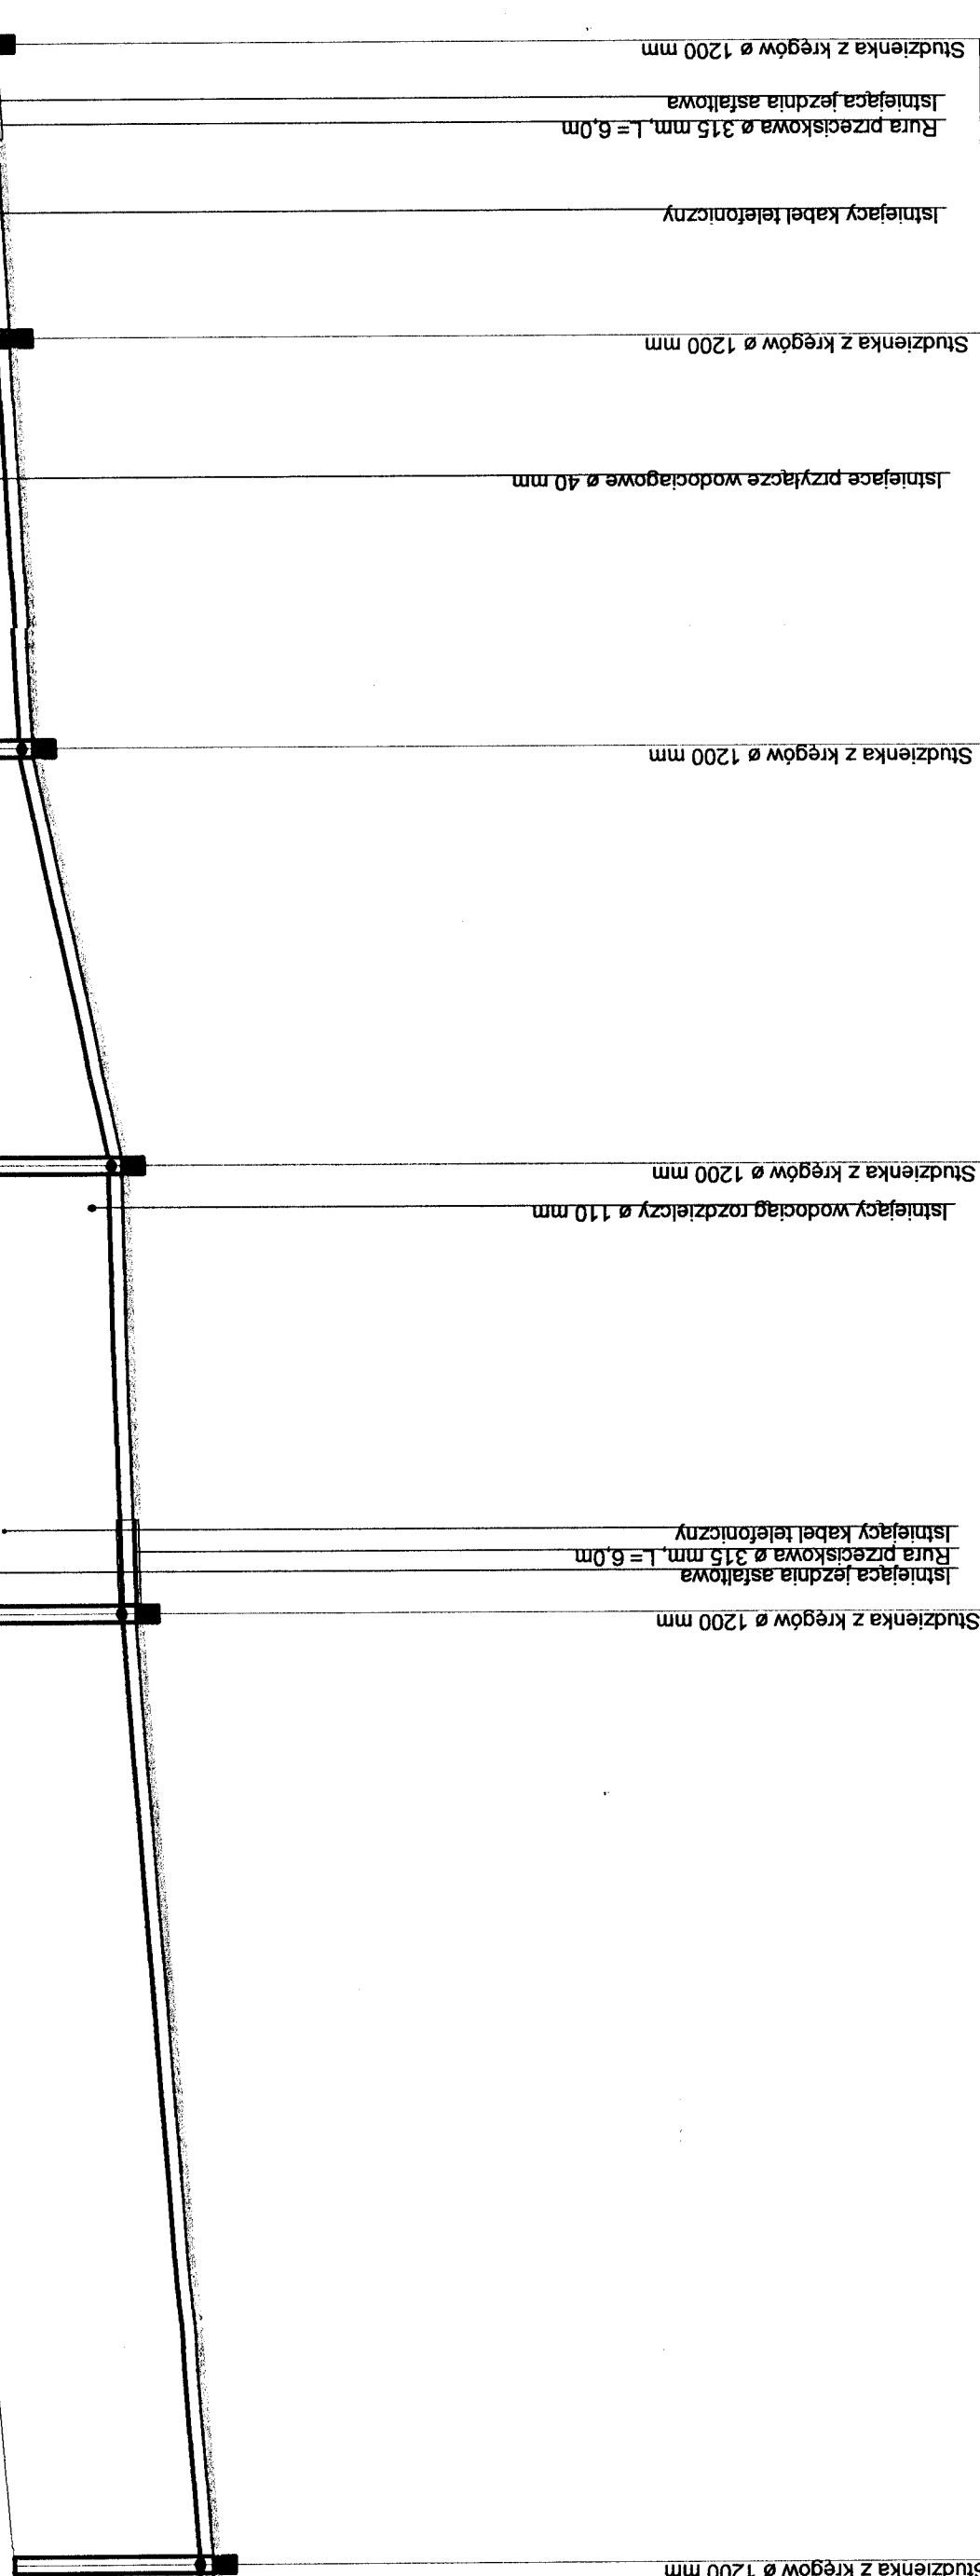 Studzienka z kręgów ø 1200 mm
Studzienka z kręgów ø 1200 mm
Istniejąca jezdnia asfaltowa
Rura przeciskowa ø 315 mm, L= 6,0m
Istniejący kabel telefoniczny
Istniejący wodociąg rozdzielczy ø 110 mm
Studzienka z kręgów ø 1200 mm
Studzienka z kręgów ø 1200 mm
Istniejące przyłącze wodociągowe ø 40 mm
Studzienka z kręgów ø 1200 mm
Istniejący kabel telefoniczny
Rura przeciskowa ø 315 mm, L= 6,0m
Istniejąca jezdnia asfaltowa
Studzienka z kręgów ø 1200 mm